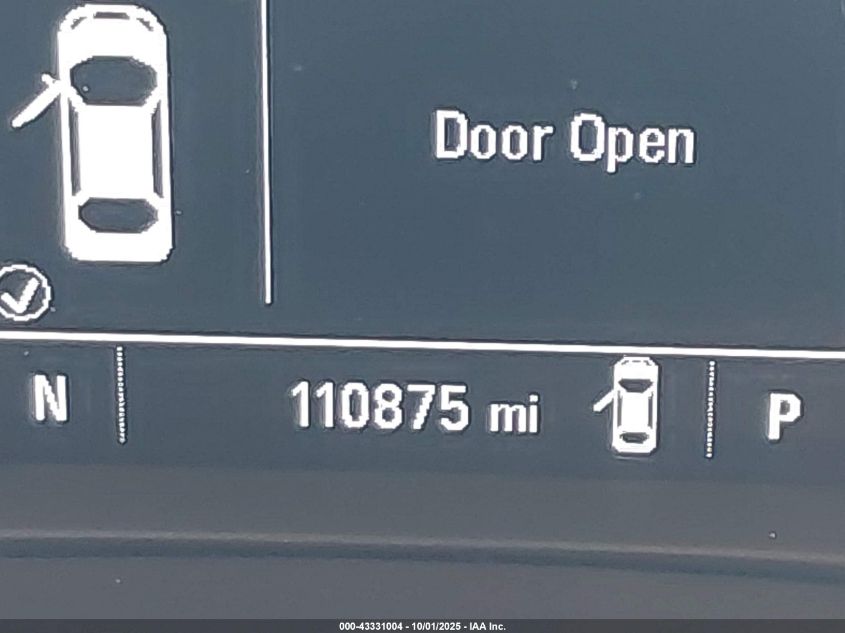 Door Open
N 110875 mi P
000-43331004 - 10/01/2025 - IAA Inc.